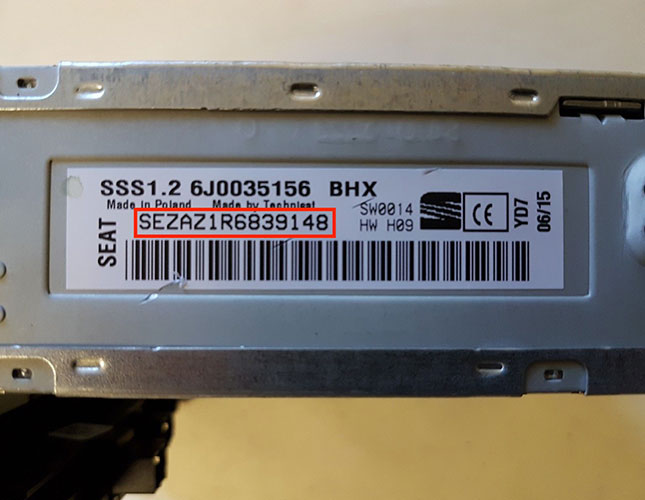 SSS1.2 6J0035156 BHX
Made in Poland Made by Technisat
SEZAZ1R6839148
SW0014
HW H09
SEAT
CE
YD7
06/15